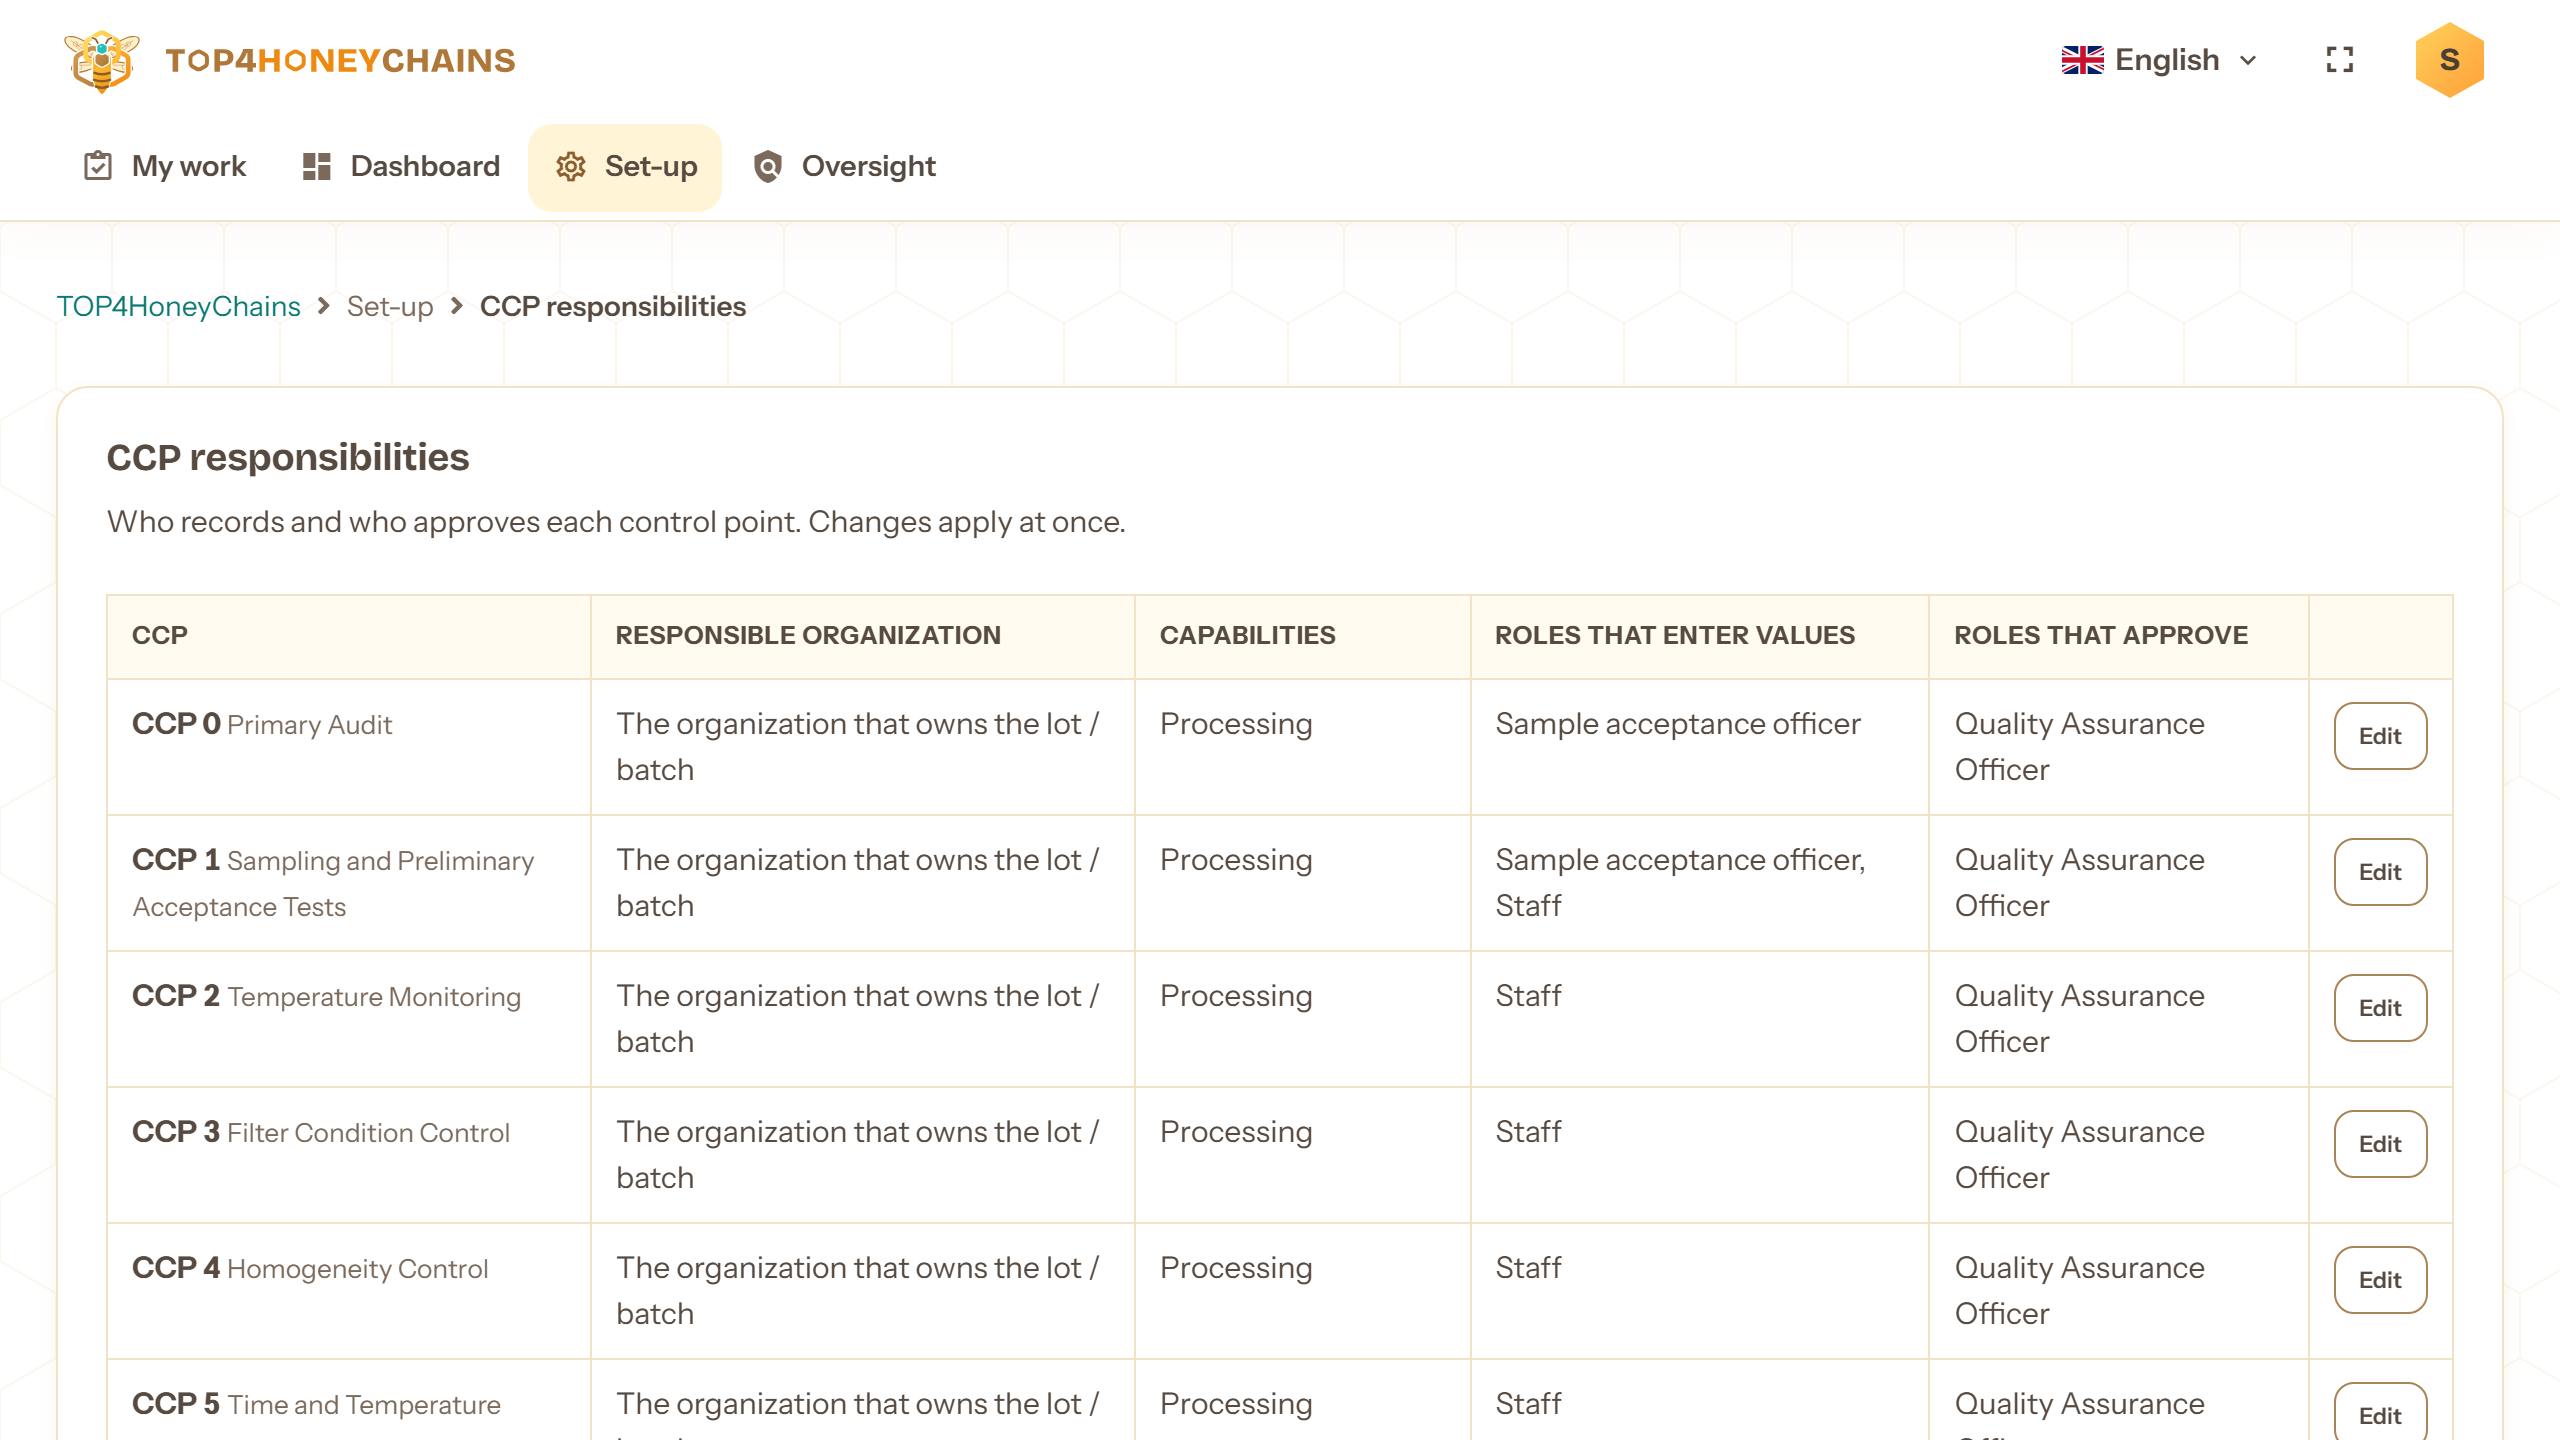 TOP4HONEYCHAINS
English
S
My work
Dashboard
Set-up
Oversight
TOP4HoneyChains > Set-up > CCP responsibilities
CCP responsibilities
Who records and who approves each control point. Changes apply at once.
CCP RESPONSIBLE ORGANIZATION CAPABILITIES ROLES THAT ENTER VALUES ROLES THAT APPROVE
CCP 0 Primary Audit
The organization that owns the lot /
batch
Processing
Sample acceptance officer
Quality Assurance
Officer
Edit
CCP 1 Sampling and Preliminary
Acceptance Tests
The organization that owns the lot /
batch
Processing
Sample acceptance officer,
Staff
Quality Assurance
Officer
Edit
CCP 2 Temperature Monitoring
The organization that owns the lot /
batch
Processing
Staff
Quality Assurance
Officer
Edit
CCP 3 Filter Condition Control
The organization that owns the lot /
batch
Processing
Staff
Quality Assurance
Officer
Edit
CCP 4 Homogeneity Control
The organization that owns the lot /
batch
Processing
Staff
Quality Assurance
Officer
Edit
CCP 5 Time and Temperature
The organization that owns the lot /
Processing
Staff
Quality Assurance
Edit